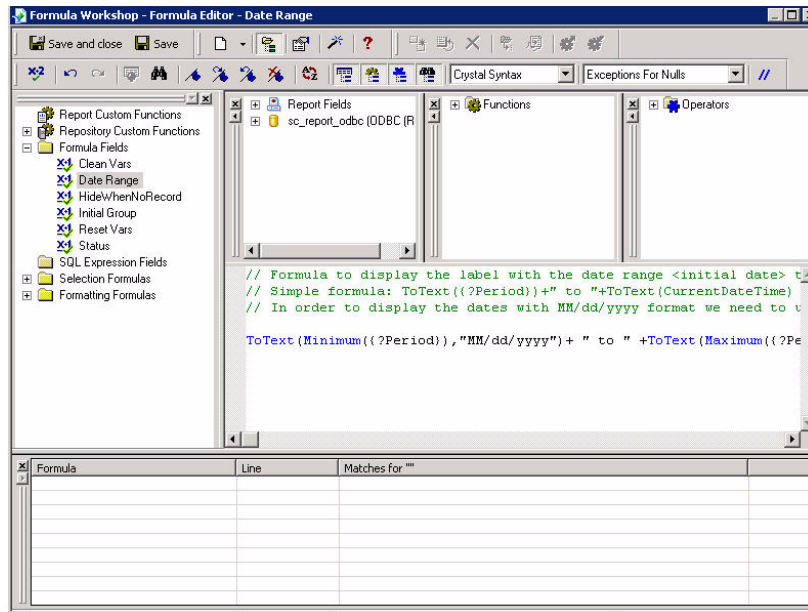 Formula Workshop - Formula Editor - Date Range
Save and close Save
Crystal Syntax Exceptions For Nulls
Report Custom Functions
Repository Custom Functions
Formula Fields
Clean Vars
Date Range
HideWhenNoRecord
Initial Group
Reset Vars
Status
SQL Expression Fields
Selection Formulas
Formatting Formulas
Report Fields
sc_report_odbc (ODBC (R
Functions
Operators
// Formula to display the label with the date range <initial date> t
// Simple formula: ToText({?Period})+" to "+ToText(CurrentDateTime)
// In order to display the dates with MM/dd/yyyy format we need to u
ToText(Minimum({?Period}),"MM/dd/yyyy")+ " to " +ToText(Maximum({?Pe
Formula Line Matches for ""